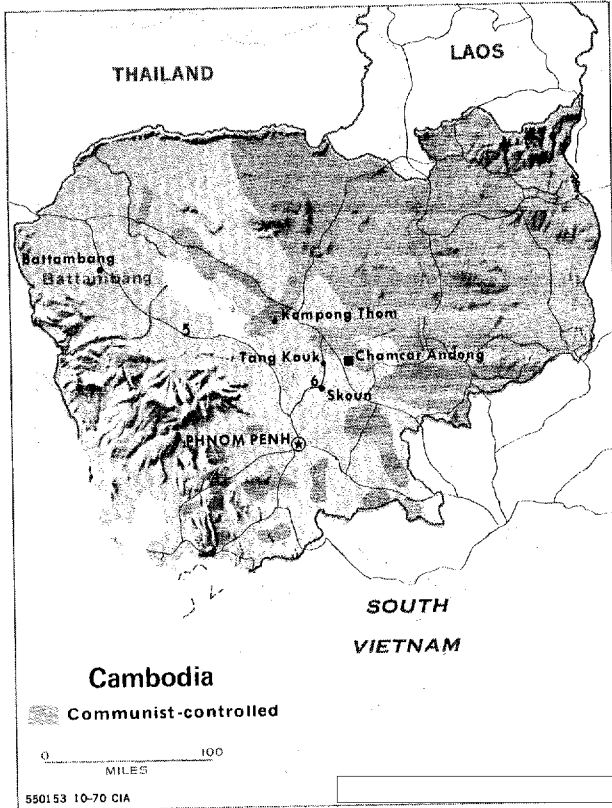 THAILAND
LAOS
Battambang
Battambang
5
Kampong Thom
Tang Kauk
Chamcar Andong
6
Skoun
PHNOM PENH
SOUTH
VIETNAM
Cambodia
Communist-controlled
0 100
MILES
550153 10-70 CIA